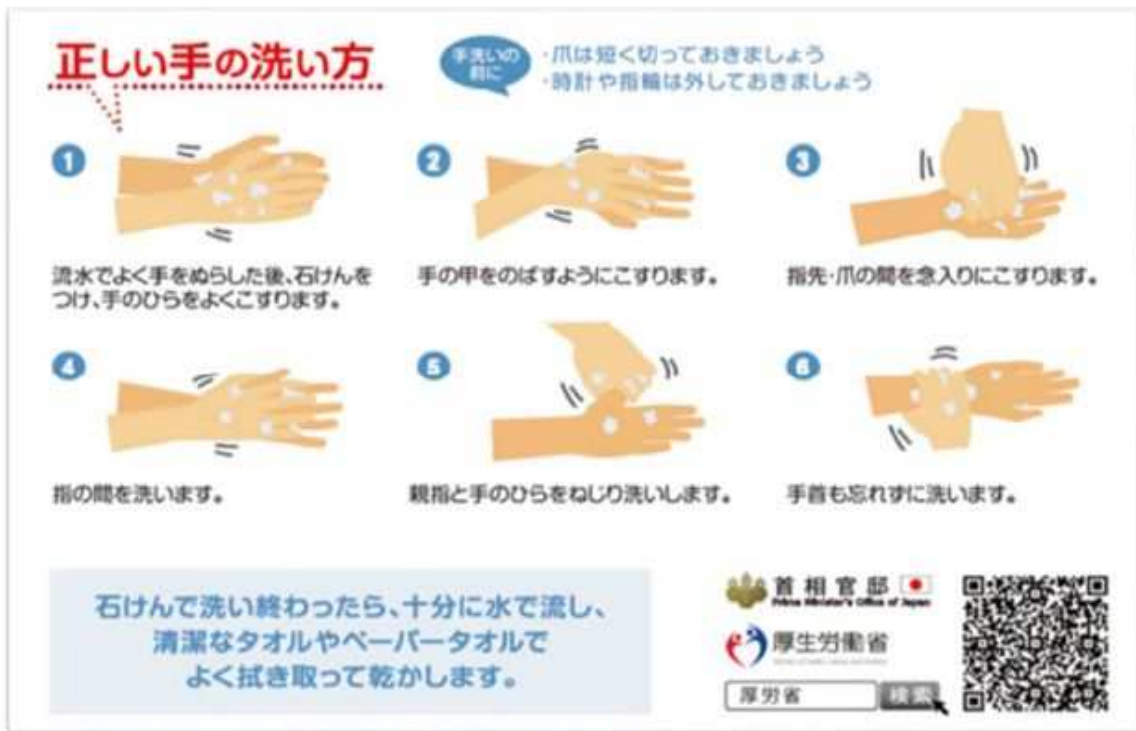 正しい手の洗い方
手洗いの
前に
・爪は短く切っておきましょう
・時計や指輪は外しておきましょう
1
流水でよく手をぬらした後、石けんを
つけ、手のひらをよくこすります。
2
手の甲をのばすようにこすります。
3
指先・爪の間を念入りにこすります。
4
指の間を洗います。
5
親指と手のひらをねじり洗いします。
6
手首も忘れずに洗います。
石けんで洗い終わったら、十分に水で流し、
清潔なタオルやペーパータオルで
よく拭き取って乾かします。
首相官邸
Prime Minister's Office of Japan
厚生労働省
厚労省 検索